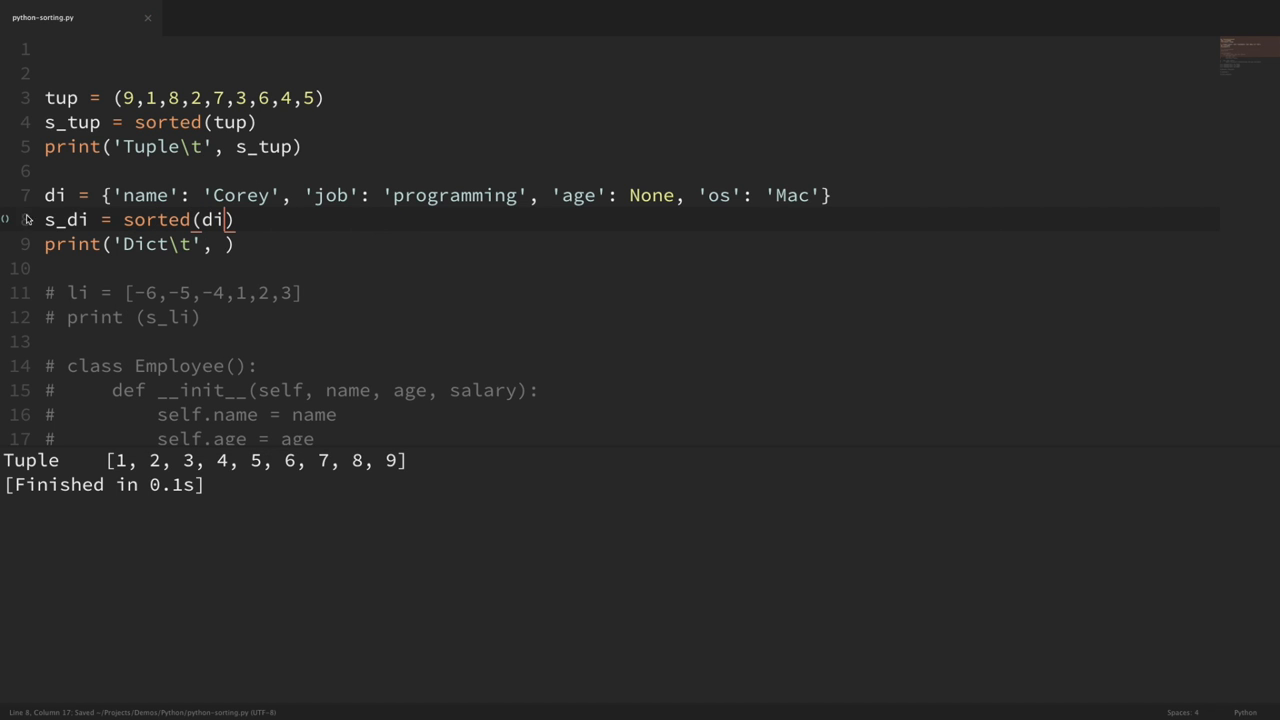 python-sorting.py ×
1
2
3 tup = (9,1,8,2,7,3,6,4,5)
4 s_tup = sorted(tup)
5 print('Tuple\t', s_tup)
6
7 di = {'name': 'Corey', 'job': 'programming', 'age': None, 'os': 'Mac'}
() 8 s_di = sorted(di)
9 print('Dict\t', )
10
11 # li = [-6,-5,-4,1,2,3]
12 # print (s_li)
13
14 # class Employee():
15 #     def __init__(self, name, age, salary):
16 #         self.name = name
17 #         self.age = age
Tuple    [1, 2, 3, 4, 5, 6, 7, 8, 9]
[Finished in 0.1s]
Line 8, Column 17: Saved ~/Projects/Demos/Python/python-sorting.py (UTF-8) Spaces: 4 Python